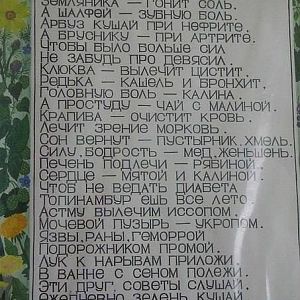 Земляника – гонит соль.
А шалфей – зубную боль.
Арбуз кушай при нефрите.
А бруснику – при артрите.
Чтобы было больше сил
Не забудь про девясил.
Клюква – вылечит цистит.
Редька – кашель и бронхит.
Головную боль – калина.
А простуду – чай с малиной.
Крапива – очистит кровь.
Лечит зрение морковь.
Сон вернут – пустырник, хмель.
Силу, бодрость – мед, женьшень.
Печень подлечи – рябиной.
Сердце – мятой и калиной.
Чтоб не ведать диабета
Топинамбур ешь все лето.
Астму вылечим иссопом.
Мочевой пузырь – укропом.
Язвы, раны, геморрой
Подорожником промой.
Лук к нарывам приложи.
В ванне с сеном полежи.
Эти, друг, советы слушай,
Ежедневно зелень кушай